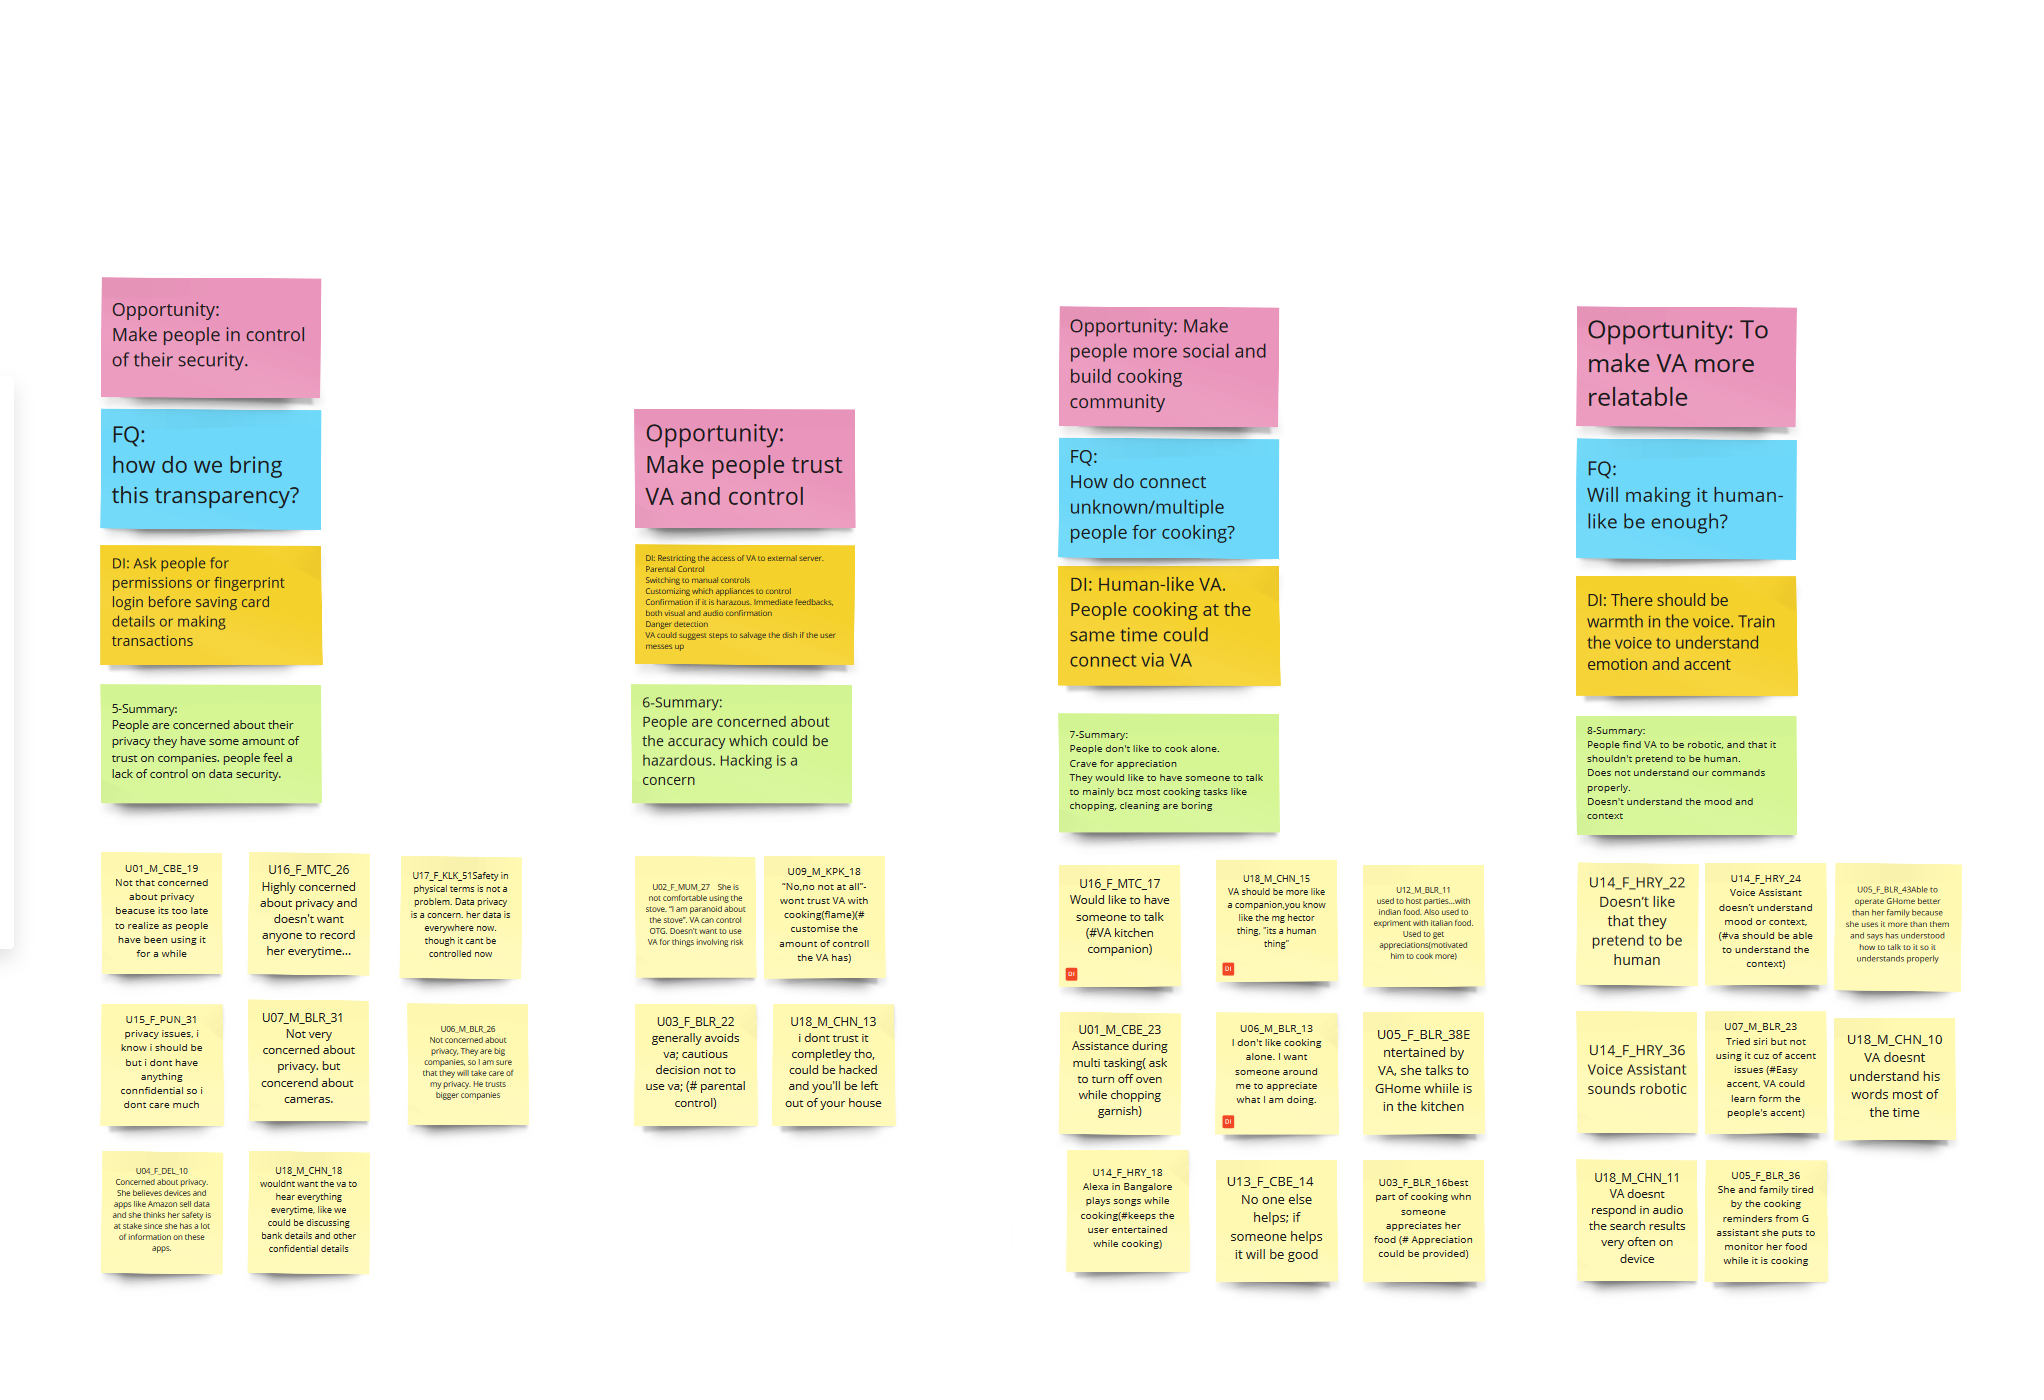 Opportunity:
Make people in control
of their security.
FQ:
how do we bring
this transparency?
DI: Ask people for
permissions or fingerprint
login before saving card
details or making
transactions
5-Summary:
People are concerned about their
privacy they have some amount of
trust on companies. people feel a
lack of control on data security.
U01_M_CBE_19
Not that concerned
about privacy
beacuse its too late
to realize as people
have been using it
for a while
U16_F_MTC_26
Highly concerned
about privacy and
doesn't want
anyone to record
her everytime...
U17_F_KLK_51Safety in
physical terms is not a
problem. Data privacy
is a concern. her data is
everywhere now.
though it cant be
controlled now
U15_F_PUN_31
privacy issues, i
know i should be
but i dont have
anything
connfidential so i
dont care much
U07_M_BLR_31
Not very
concerned about
privacy. but
concerend about
cameras.
U06_M_BLR_26
Not concerned about
privacy, They are big
companies, so I am sure
that they will take care of
my privacy. He trusts
bigger companies
U04_F_DEL_10
Concerned about privacy.
She believes devices and
apps like Amazon sell data
and she thinks her safety is
at stake since she has a lot
of information on these
apps.
U18_M_CHN_18
wouldnt want the va to
hear everything
everytime, like we
could be discussing
bank details and other
confidential details
Opportunity:
Make people trust
VA and control
DI: Restricting the access of VA to external server.
Parental Control
Switching to manual controls
Customizing which appliances to control
Confirmation if it is harazous. Immediate feedbacks,
both visual and audio confirmation
Danger detection
VA could suggest steps to salvage the dish if the user
messes up
6-Summary:
People are concerned about
the accuracy which could be
hazardous. Hacking is a
concern
U02_F_MUM_27 She is
not comfortable using the
stove. "I am paranoid about
the stove". VA can control
OTG. Doesn't want to use
VA for things involving risk
U09_M_KPK_18
"No,no not at all"-
wont trust VA with
cooking(flame)(#
customise the
amount of controll
the VA has)
U03_F_BLR_22
generally avoids
va; cautious
decision not to
use va; (# parental
control)
U18_M_CHN_13
i dont trust it
completley tho,
could be hacked
and you'll be left
out of your house
Opportunity: Make
people more social and
build cooking
community
FQ:
How do connect
unknown/multiple
people for cooking?
DI: Human-like VA.
People cooking at the
same time could
connect via VA
7-Summary:
People don't like to cook alone.
Crave for appreciation
They would like to have someone to talk
to mainly bcz most cooking tasks like
chopping, cleaning are boring
U16_F_MTC_17
Would like to have
someone to talk
(#VA kitchen
companion)
DI
U18_M_CHN_15
VA should be more like
a companion,you know
like the mg hector
thing, "its a human
thing"
DI
U12_M_BLR_11
used to host parties...with
indian food. Also used to
expriment with italian food.
Used to get
appreciations(motivated
him to cook more)
U01_M_CBE_23
Assistance during
multi tasking( ask
to turn off oven
while chopping
garnish)
U06_M_BLR_13
I don't like cooking
alone. I want
someone around
me to appreciate
what I am doing.
DI
U05_F_BLR_38E
ntertained by
VA, she talks to
GHome whiile is
in the kitchen
U14_F_HRY_18
Alexa in Bangalore
plays songs while
cooking(#keeps the
user entertained
while cooking)
U13_F_CBE_14
No one else
helps; if
someone helps
it will be good
U03_F_BLR_16best
part of cooking whn
someone
appreciates her
food (# Appreciation
could be provided)
Opportunity: To
make VA more
relatable
FQ:
Will making it human-
like be enough?
DI: There should be
warmth in the voice. Train
the voice to understand
emotion and accent
8-Summary:
People find VA to be robotic, and that it
shouldn't pretend to be human.
Does not understand our commands
properly.
Doesn't understand the mood and
context
U14_F_HRY_22
Doesn't like
that they
pretend to be
human
U14_F_HRY_24
Voice Assistant
doesn't understand
mood or context,
(#va should be able
to understand the
context)
U05_F_BLR_43Able to
operate GHome better
than her family because
she uses it more than them
and says has understood
how to talk to it so it
understands properly
U14_F_HRY_36
Voice Assistant
sounds robotic
U07_M_BLR_23
Tried siri but not
using it cuz of accent
issues (#Easy
accent, VA could
learn form the
people's accent)
U18_M_CHN_10
VA doesnt
understand his
words most of
the time
U18_M_CHN_11
VA doesnt
respond in audio
the search results
very often on
device
U05_F_BLR_36
She and family tired
by the cooking
reminders from G
assistant she puts to
monitor her food
while it is cooking